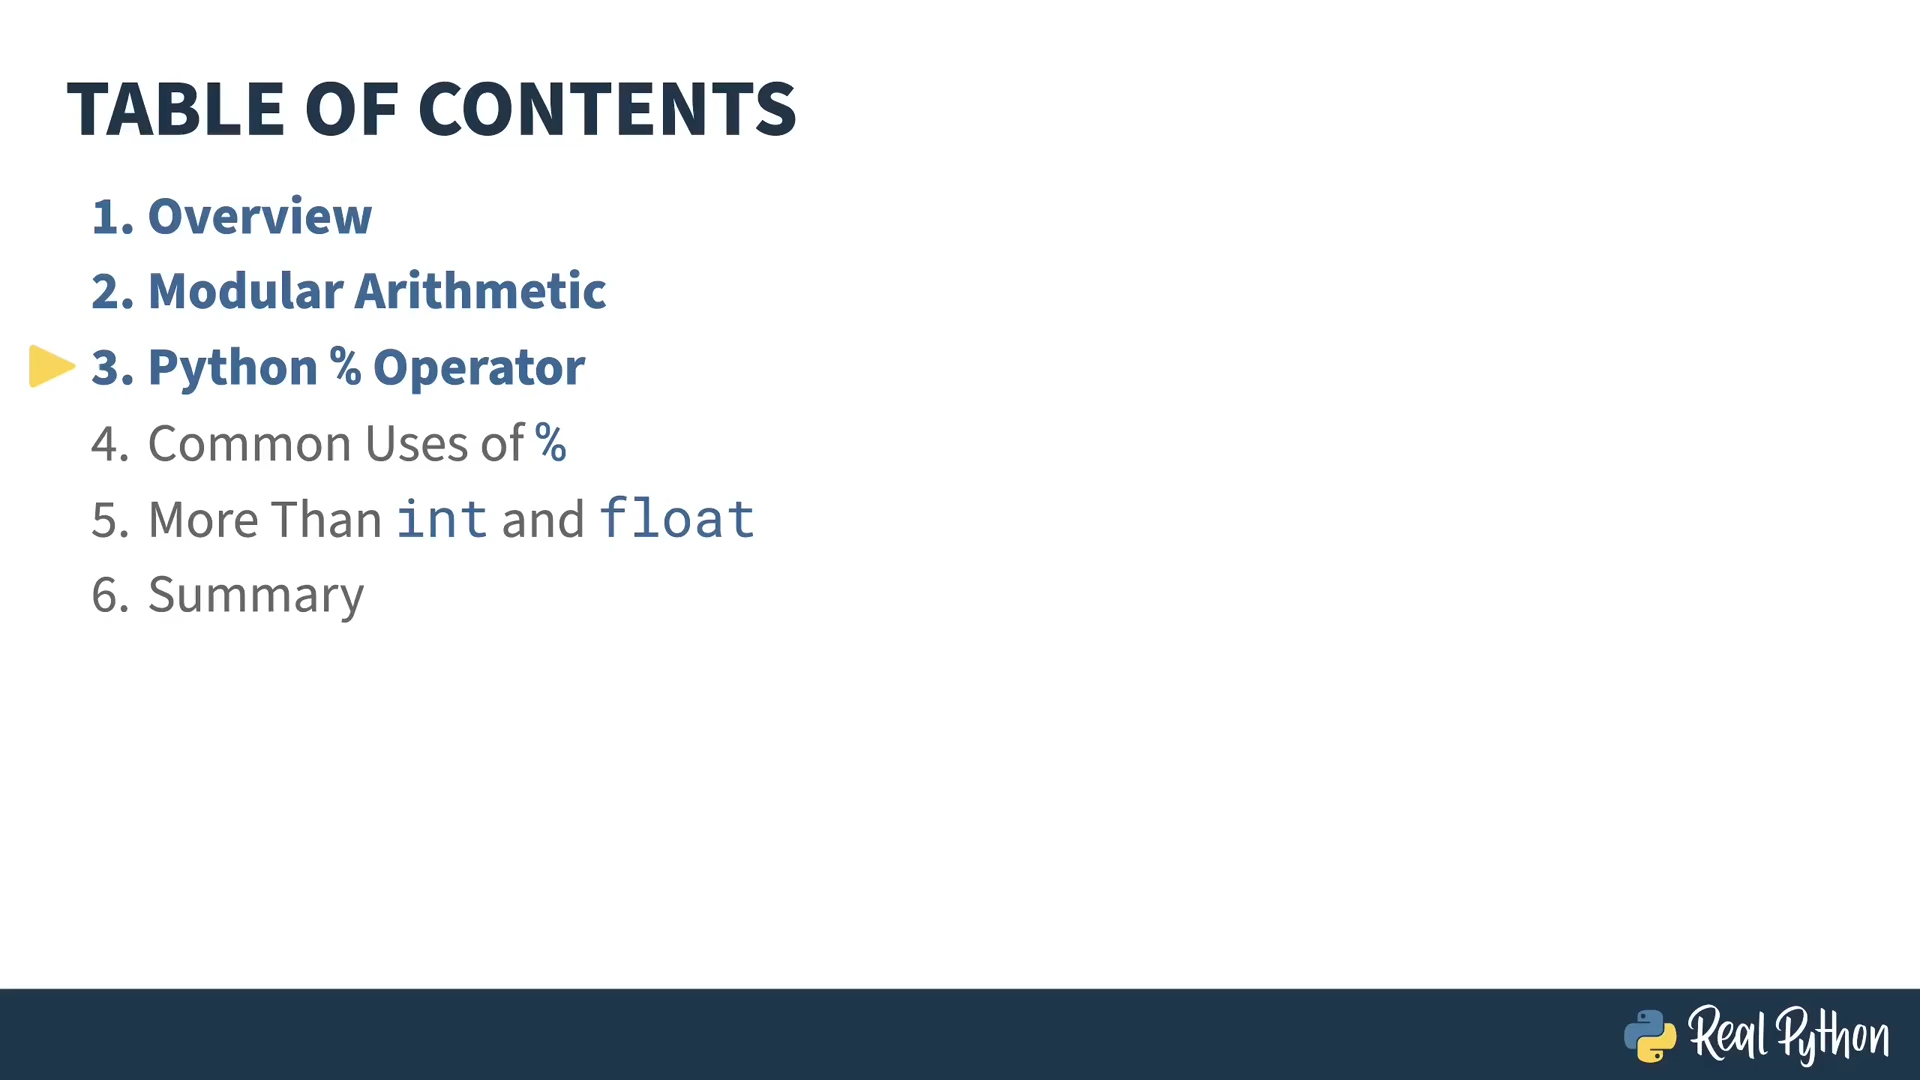 TABLE OF CONTENTS
1. Overview
2. Modular Arithmetic
3. Python % Operator
4. Common Uses of %
5. More Than int and float
6. Summary
Real Python